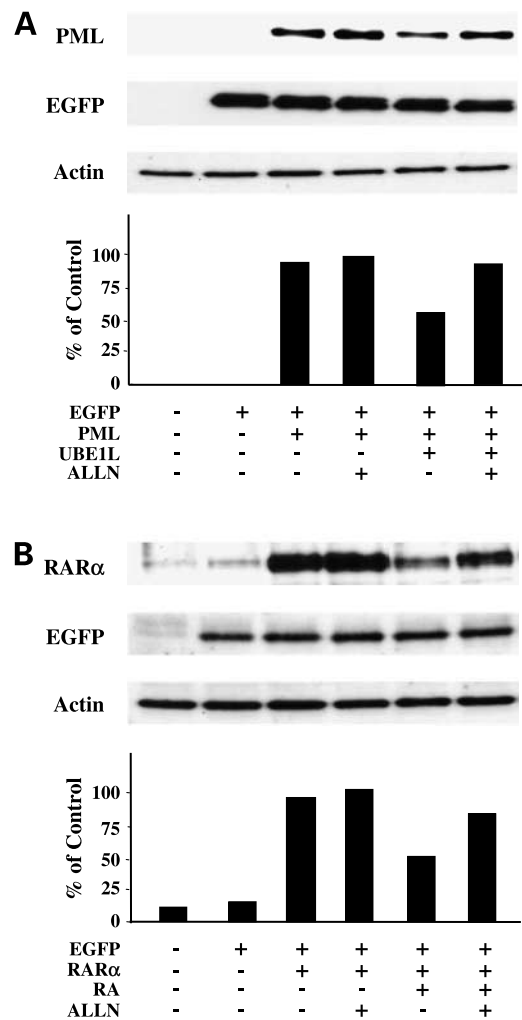 A
PML
EGFP
Actin
% of Control
100
75
50
25
0
EGFP - + + + + +
PML - - + + + +
UBE1L - - - - + +
ALLN - - - + - +
B
RARα
EGFP
Actin
% of Control
100
75
50
25
0
EGFP - + + + + +
RARα - - + + + +
RA - - - - + +
ALLN - - - + - +